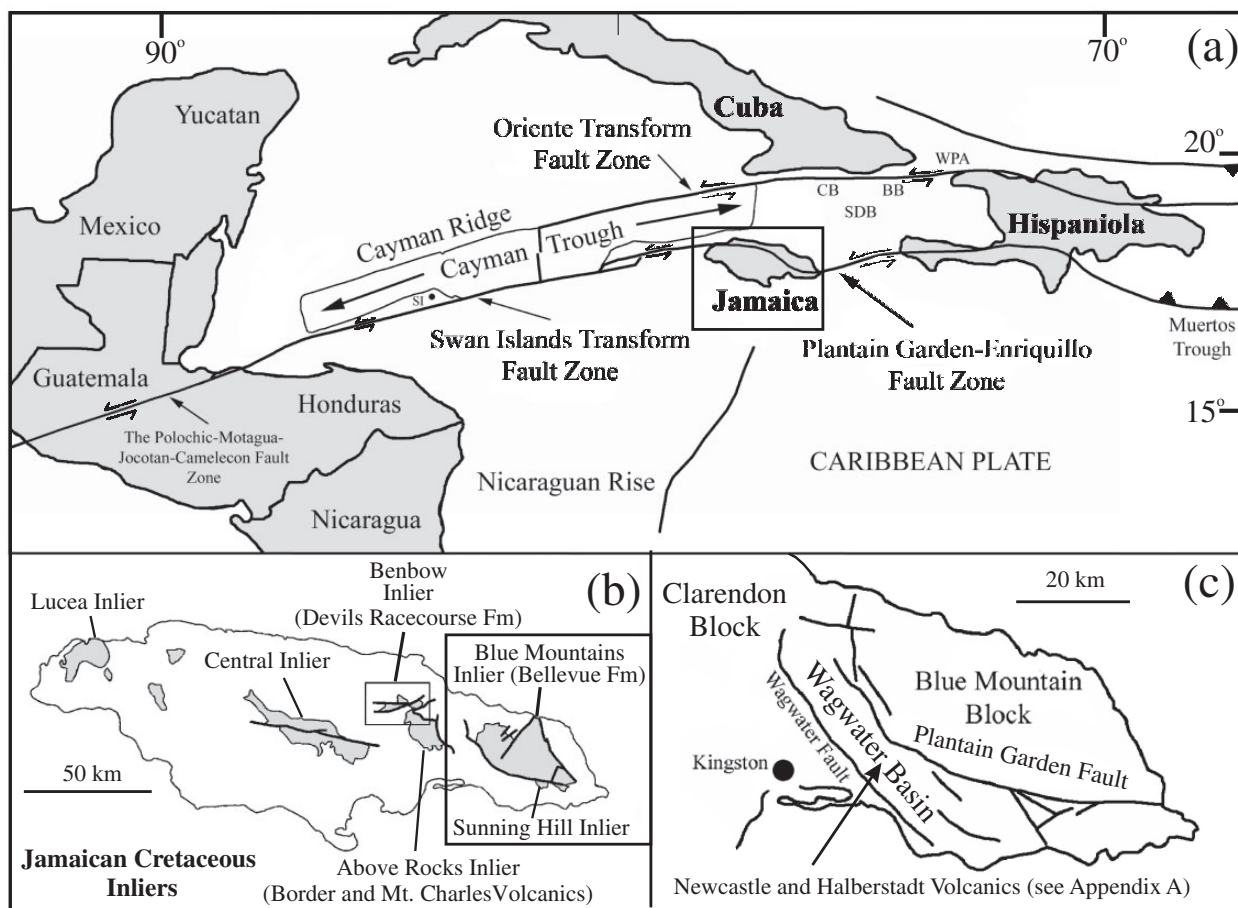 90°
70°
(a)
Yucatan
Cuba
Oriente Transform
Fault Zone
20°
WPA
CB
BB
SDB
Mexico
Hispaniola
Cayman Ridge
Cayman Trough
SI
Jamaica
Swan Islands Transform
Fault Zone
Plantain Garden-Enriquillo
Fault Zone
Muertos
Trough
Guatemala
Honduras
15°
The Polochic-Motagua-
Jocotan-Camelecon Fault
Zone
CARIBBEAN PLATE
Nicaraguan Rise
Nicaragua
(b)
Benbow
Inlier
(Devils Racecourse Fm)
Lucea Inlier
Central Inlier
Blue Mountains
Inlier (Bellevue Fm)
50 km
Sunning Hill Inlier
Above Rocks Inlier
(Border and Mt. CharlesVolcanics)
Jamaican Cretaceous
Inliers
(c)
20 km
Clarendon
Block
Blue Mountain
Block
Wagwater Basin
Wagwater Fault
Plantain Garden Fault
Kingston
Newcastle and Halberstadt Volcanics (see Appendix A)